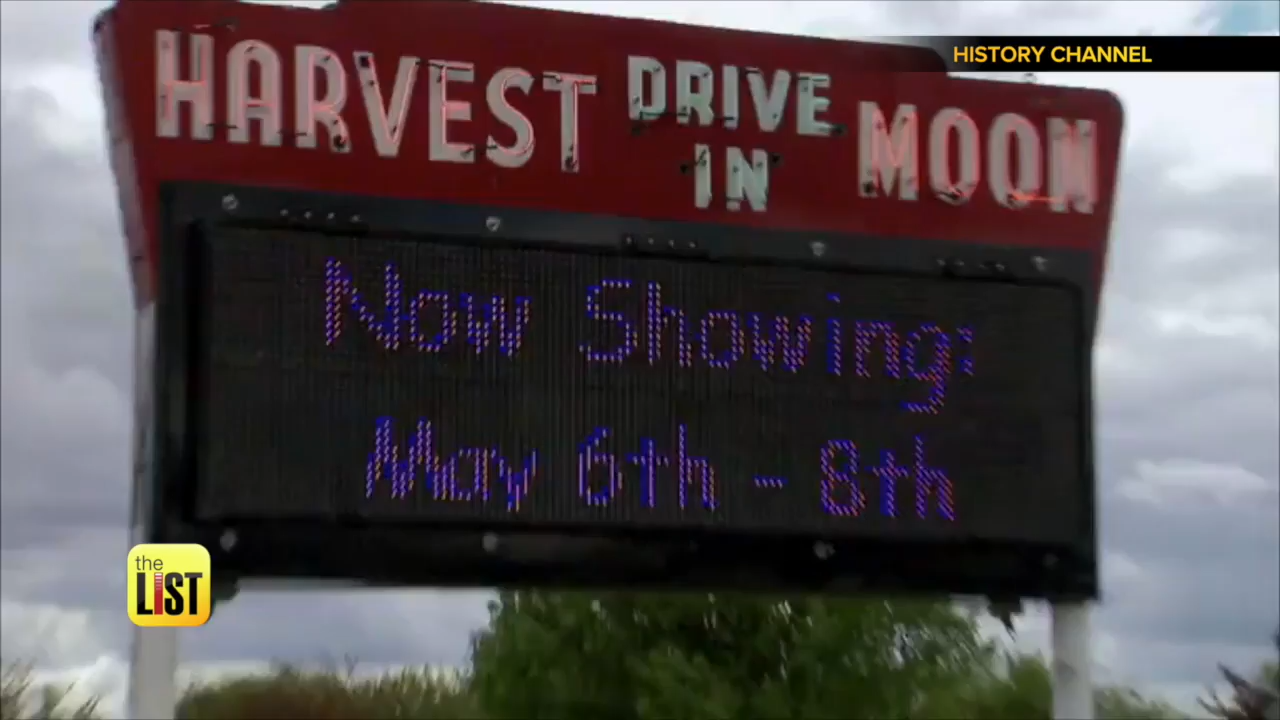 HISTORY CHANNEL
HARVEST DRIVE IN MOON
Now Showing:
May 6th - 8th
the
LIST